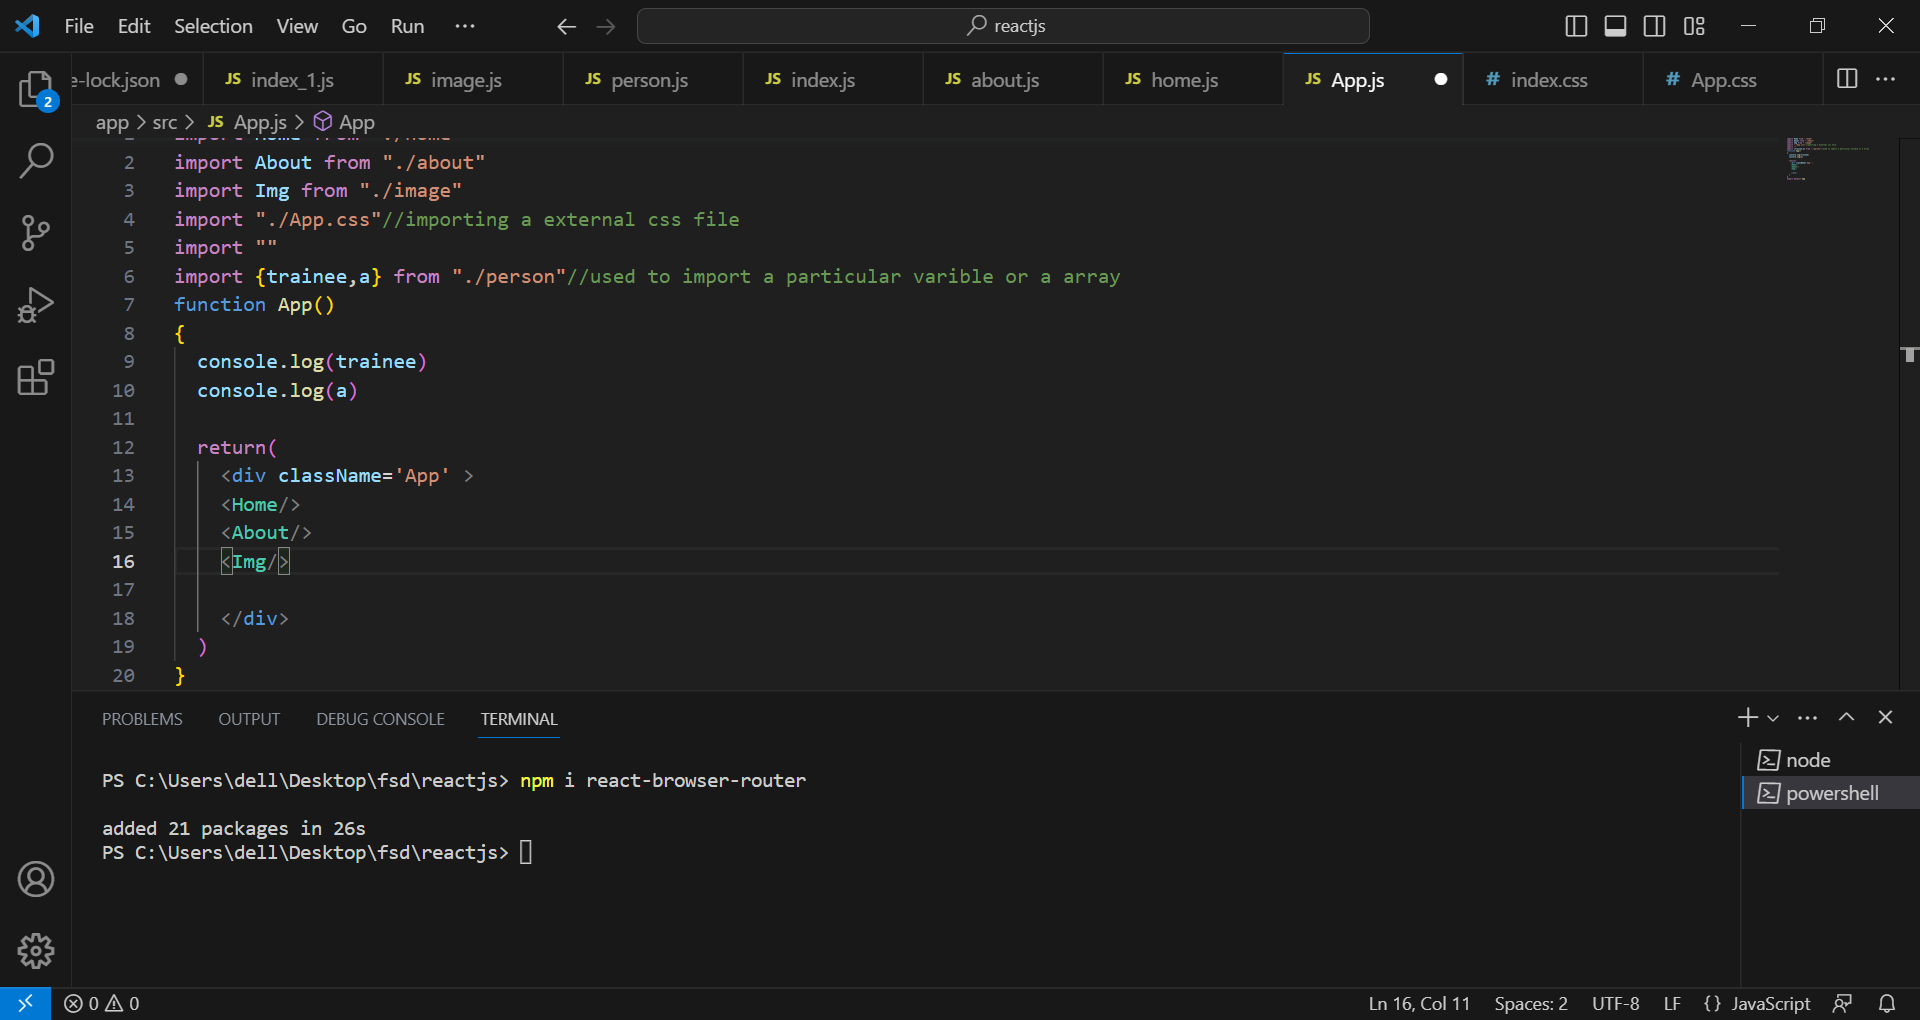 File Edit Selection View Go Run ···
reactjs
e-lock.json
JS index_1.js
JS image.js
JS person.js
JS index.js
JS about.js
JS home.js
JS App.js
# index.css
# App.css
2
app > src > JS App.js > App
1 import Home from "./home"
2 import About from "./about"
3 import Img from "./image"
4 import "./App.css"//importing a external css file
5 import ""
6 import {trainee,a} from "./person"//used to import a particular varible or a array
7 function App()
8 {
9 console.log(trainee)
10 console.log(a)
11
12 return(
13 <div className='App' >
14 <Home/>
15 <About/>
16 <Img/>
17
18 </div>
19 )
20 }
PROBLEMS OUTPUT DEBUG CONSOLE TERMINAL
PS C:\Users\dell\Desktop\fsd\reactjs> npm i react-browser-router
added 21 packages in 26s
PS C:\Users\dell\Desktop\fsd\reactjs>
node
powershell
0 0
Ln 16, Col 11 Spaces: 2 UTF-8 LF {} JavaScript